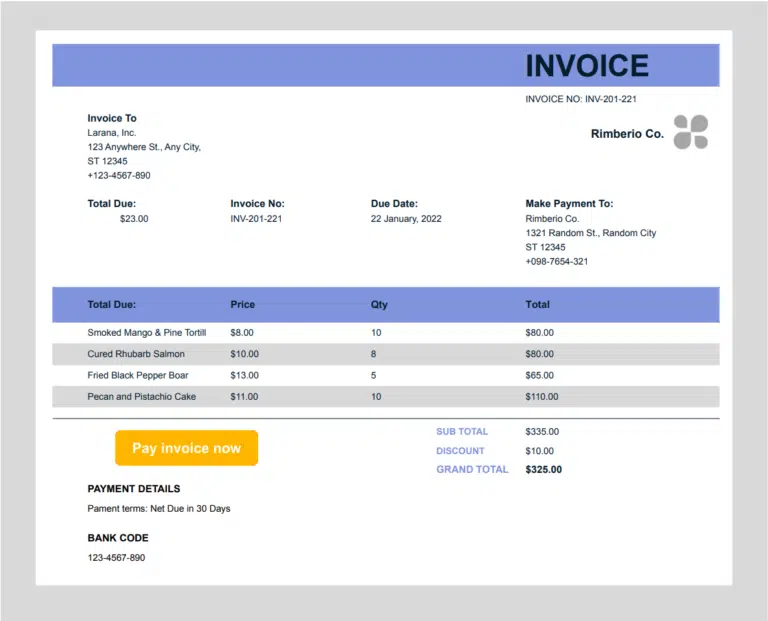 INVOICE
INVOICE NO: INV-201-221
Invoice To
Larana, Inc.
123 Anywhere St., Any City,
ST 12345
+123-4567-890
Rimberio Co.
Total Due: Invoice No: Due Date: Make Payment To:
$23.00 INV-201-221 22 January, 2022 Rimberio Co.
1321 Random St., Random City
ST 12345
+098-7654-321
Total Due: Price Qty Total
Smoked Mango & Pine Tortill $8.00 10 $80.00
Cured Rhubarb Salmon $10.00 8 $80.00
Fried Black Pepper Boar $13.00 5 $65.00
Pecan and Pistachio Cake $11.00 10 $110.00
SUB TOTAL $335.00
DISCOUNT $10.00
GRAND TOTAL $325.00
Pay invoice now
PAYMENT DETAILS
Pament terms: Net Due in 30 Days
BANK CODE
123-4567-890